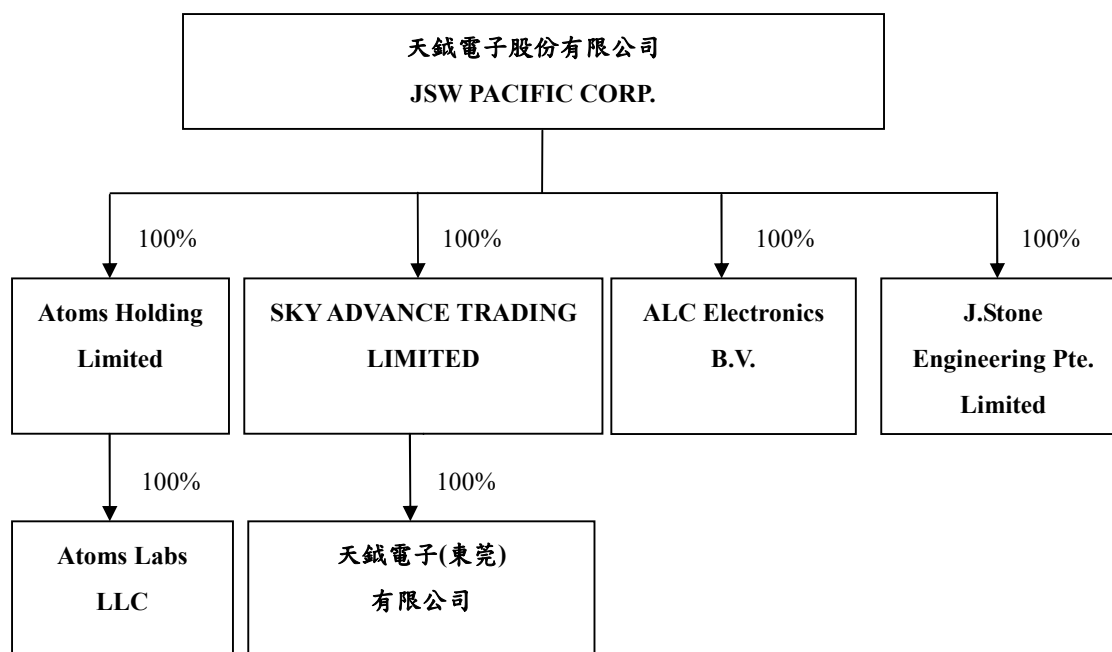 天鉞電子股份有限公司
JSW PACIFIC CORP.
100%
100%
100%
100%
Atoms Holding
Limited
SKY ADVANCE TRADING
LIMITED
ALC Electronics
B.V.
J.Stone
Engineering Pte.
Limited
100%
100%
Atoms Labs
LLC
天鉞電子(東莞)
有限公司